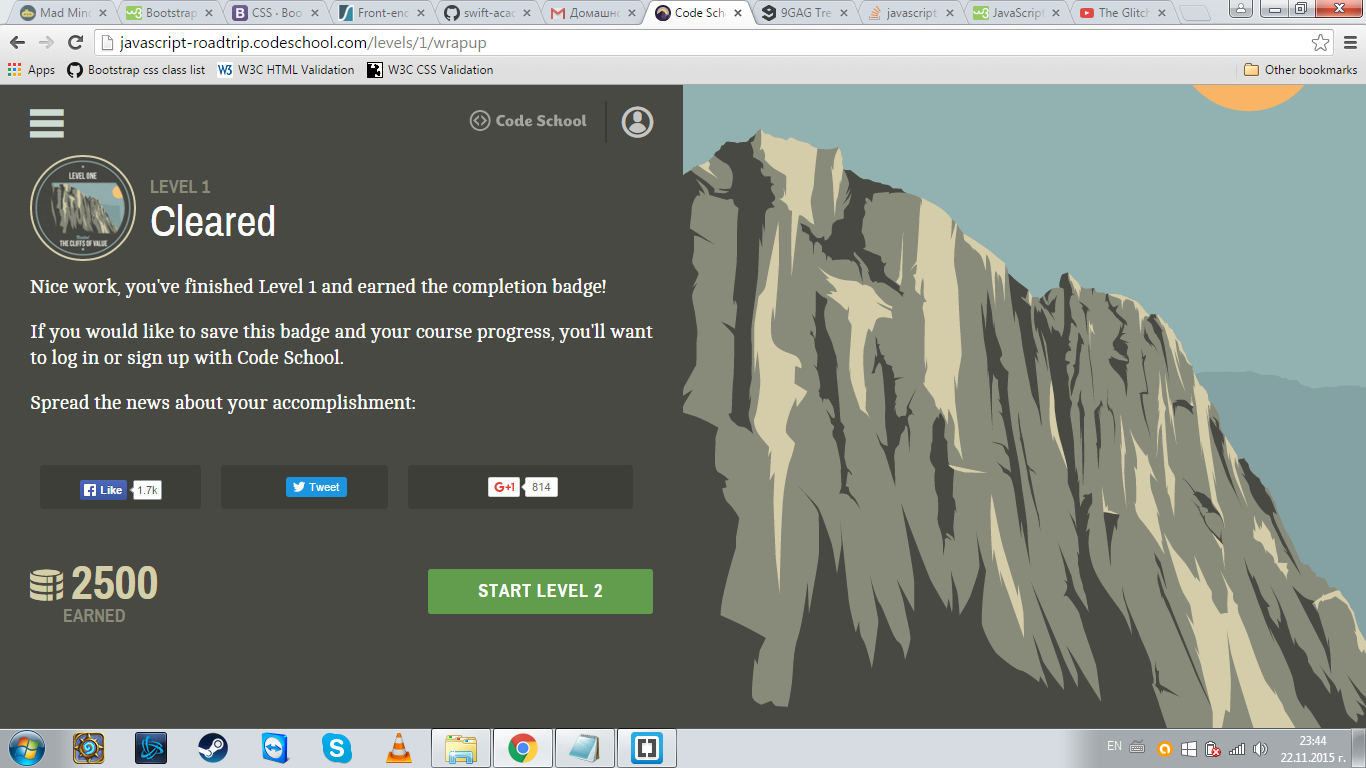 Mad Mind
Bootstrap
CSS · Boo
Front-end
swift-acad
Домашно
Code Sch
9GAG Tre
javascript
JavaScript
The Glitch
javascript-roadtrip.codeschool.com/levels/1/wrapup
Apps
Bootstrap css class list
W3C HTML Validation
W3C CSS Validation
Other bookmarks
Code School
LEVEL ONE
THE CLIFFS OF VALUE
LEVEL 1
Cleared
Nice work, you've finished Level 1 and earned the completion badge!
If you would like to save this badge and your course progress, you'll want
to log in or sign up with Code School.
Spread the news about your accomplishment:
Like 1.7k
Tweet
G+1 814
2500
EARNED
START LEVEL 2
EN
23:44
22.11.2015 г.